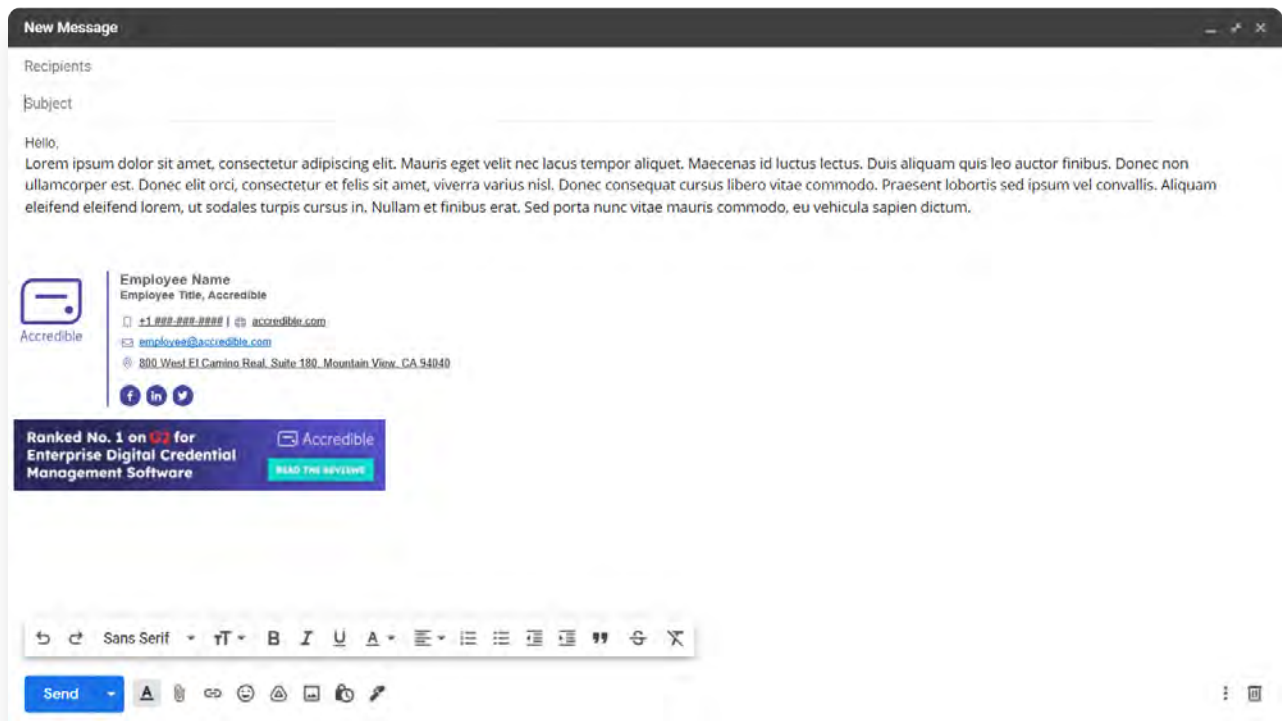 New Message
Recipients
Subject
Hello,
Lorem ipsum dolor sit amet, consectetur adipiscing elit. Mauris eget velit nec lacus tempor aliquet. Maecenas id luctus lectus. Duis aliquam quis leo auctor finibus. Donec non
ullamcorper est. Donec elit orci, consectetur et felis sit amet, viverra varius nisl. Donec consequat cursus libero vitae commodo. Praesent lobortis sed ipsum vel convallis. Aliquam
eleifend eleifend lorem, ut sodales turpis cursus in. Nullam et finibus erat. Sed porta nunc vitae mauris commodo, eu vehicula sapien dictum.
Accredible
Employee Name
Employee Title, Accredible
+1 ###-###-#### | accredible.com
employee@accredible.com
800 West El Camino Real, Suite 180, Mountain View, CA 94040
f in
Ranked No. 1 on G2 for
Enterprise Digital Credential
Management Software
Accredible
READ THE REVIEWS
Sans Serif
B I U A
Send A